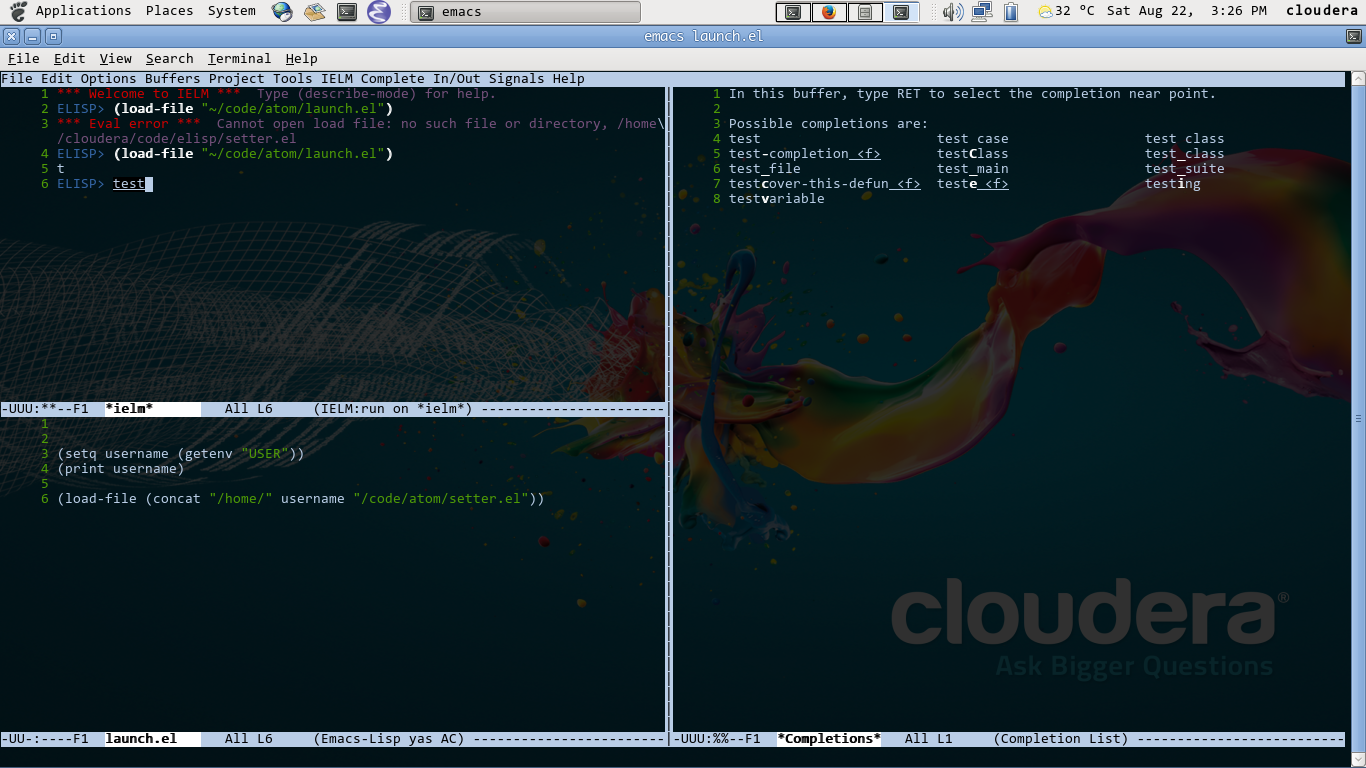 Applications Places System emacs 32 °C Sat Aug 22, 3:26 PM cloudera
emacs launch.el
File Edit View Search Terminal Help
File Edit Options Buffers Project Tools IELM Complete In/Out Signals Help
1 *** Welcome to IELM *** Type (describe-mode) for help.
2 ELISP> (load-file "~/code/atom/launch.el")
3 *** Eval error *** Cannot open load file: no such file or directory, /home\
/cloudera/code/elisp/setter.el
4 ELISP> (load-file "~/code/atom/launch.el")
5 t
6 ELISP> test
-UUU:**--F1 *ielm* All L6 (IELM:run on *ielm*) -----------------------
1
2
3 (setq username (getenv "USER"))
4 (print username)
5
6 (load-file (concat "/home/" username "/code/atom/setter.el"))
-UU-:----F1 launch.el All L6 (Emacs-Lisp yas AC) ------------------------
1 In this buffer, type RET to select the completion near point.
2
3 Possible completions are:
4 test test case test class
5 test-completion <f> testClass test_class
6 test_file test_main test_suite
7 testcover-this-defun <f> teste <f> testing
8 testvariable
cloudera®
Ask Bigger Questions
-UUU:%%--F1 *Completions* All L1 (Completion List) --------------------------